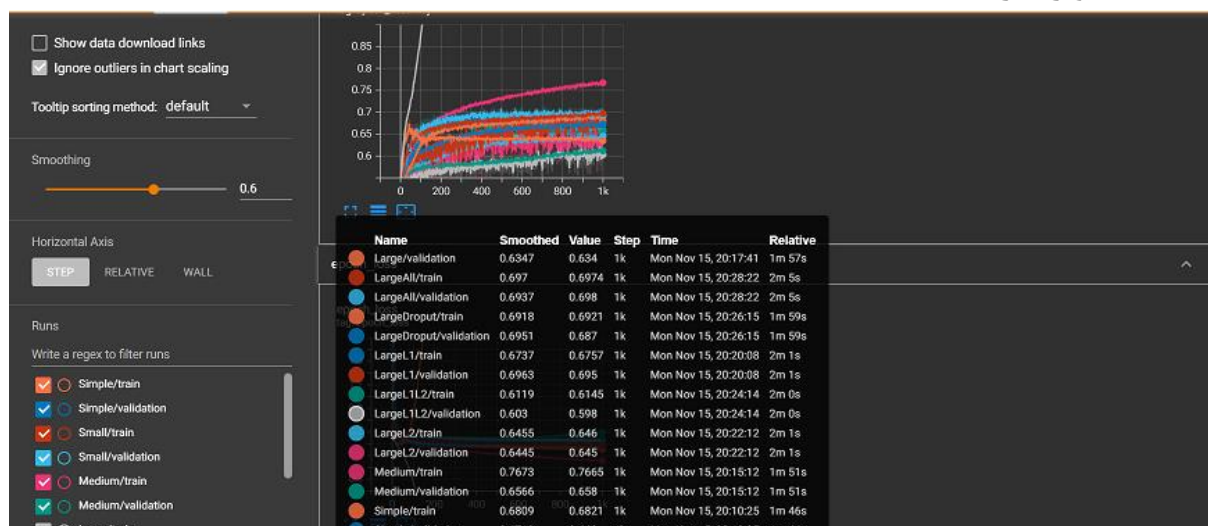 Show data download links
Ignore outliers in chart scaling
Tooltip sorting method: default
Smoothing
0.6
Horizontal Axis
STEP RELATIVE WALL
Runs
Write a regex to filter runs
Simple/train
Simple/validation
Small/train
Small/validation
Medium/train
Medium/validation
0.85
0.8
0.75
0.7
0.65
0.6
0 200 400 600 800 1k
Name Smoothed Value Step Time Relative
Large/validation 0.6347 0.634 1k Mon Nov 15, 20:17:41 1m 57s
LargeAll/train 0.697 0.6974 1k Mon Nov 15, 20:28:22 2m 5s
LargeAll/validation 0.6937 0.698 1k Mon Nov 15, 20:28:22 2m 5s
LargeDroput/train 0.6918 0.6921 1k Mon Nov 15, 20:26:15 1m 59s
LargeDroput/validation 0.6951 0.687 1k Mon Nov 15, 20:26:15 1m 59s
LargeL1/train 0.6737 0.6757 1k Mon Nov 15, 20:20:08 2m 1s
LargeL1/validation 0.6963 0.695 1k Mon Nov 15, 20:20:08 2m 1s
LargeL1L2/train 0.6119 0.6145 1k Mon Nov 15, 20:24:14 2m 0s
LargeL1L2/validation 0.603 0.598 1k Mon Nov 15, 20:24:14 2m 0s
LargeL2/train 0.6455 0.646 1k Mon Nov 15, 20:22:12 2m 1s
LargeL2/validation 0.6445 0.645 1k Mon Nov 15, 20:22:12 2m 1s
Medium/train 0.7673 0.7665 1k Mon Nov 15, 20:15:12 1m 51s
Medium/validation 0.6566 0.658 1k Mon Nov 15, 20:15:12 1m 51s
Simple/train 0.6809 0.6821 1k Mon Nov 15, 20:10:25 1m 46s